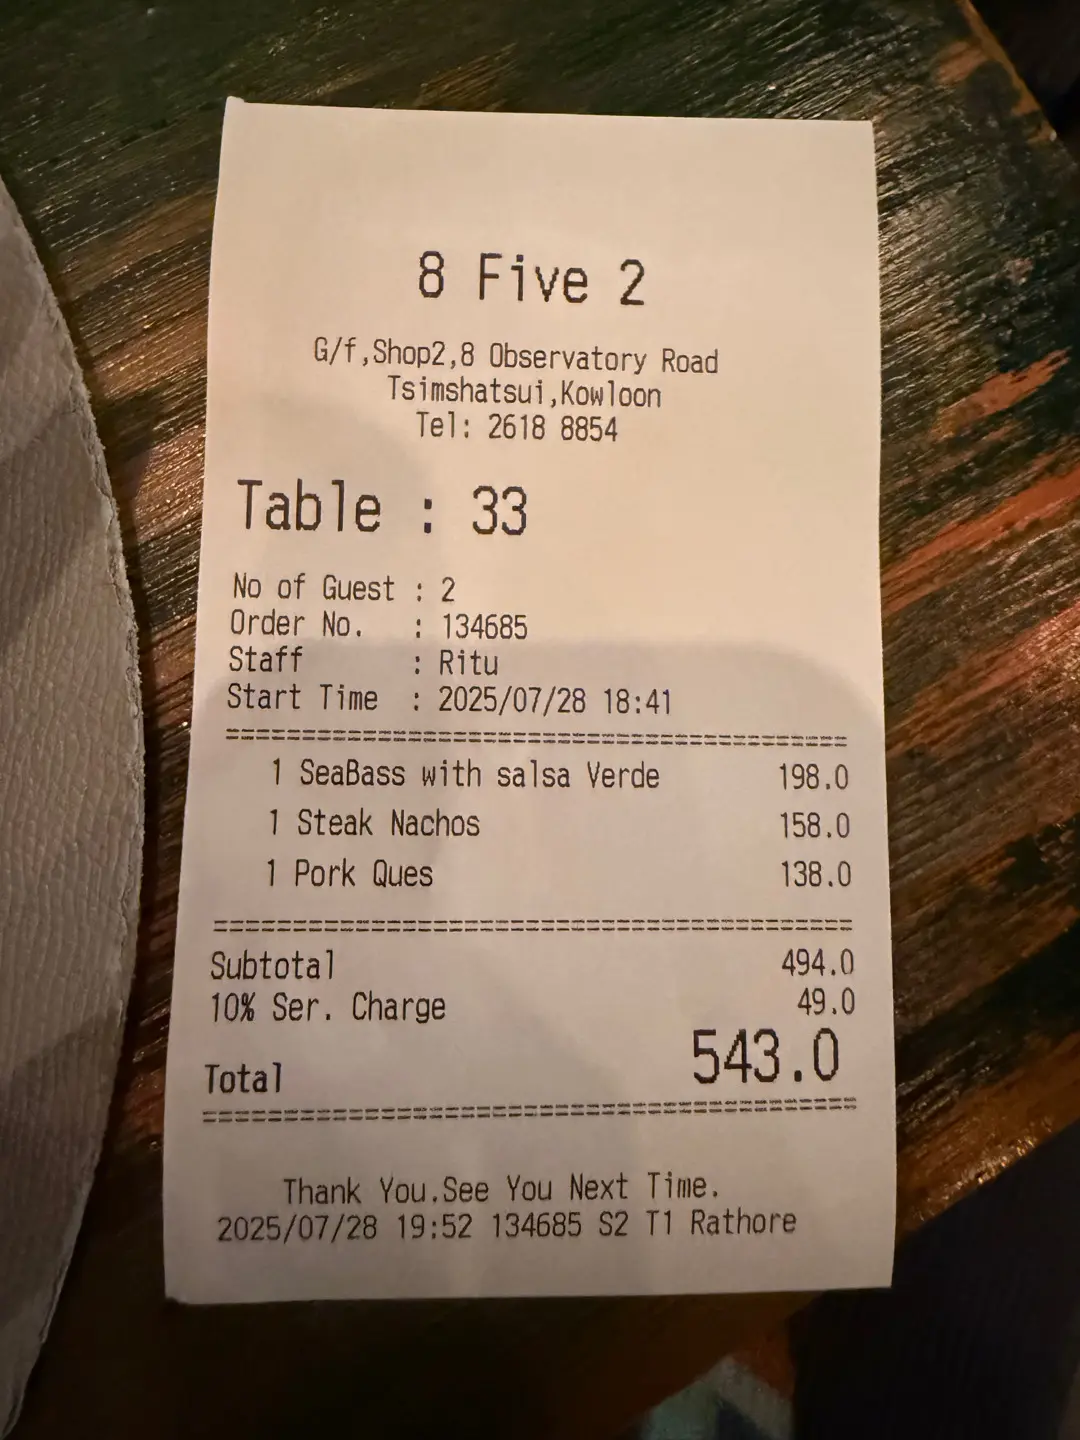 8 Five 2
G/f,Shop2,8 Observatory Road
Tsimshatsui,Kowloon
Tel: 2618 8854
Table : 33
No of Guest : 2
Order No. : 134685
Staff : Ritu
Start Time : 2025/07/28 18:41
1 SeaBass with salsa Verde 198.0
1 Steak Nachos 158.0
1 Pork Ques 138.0
Subtotal 494.0
10% Ser. Charge 49.0
Total 543.0
Thank You.See You Next Time.
2025/07/28 19:52 134685 S2 T1 Rathore